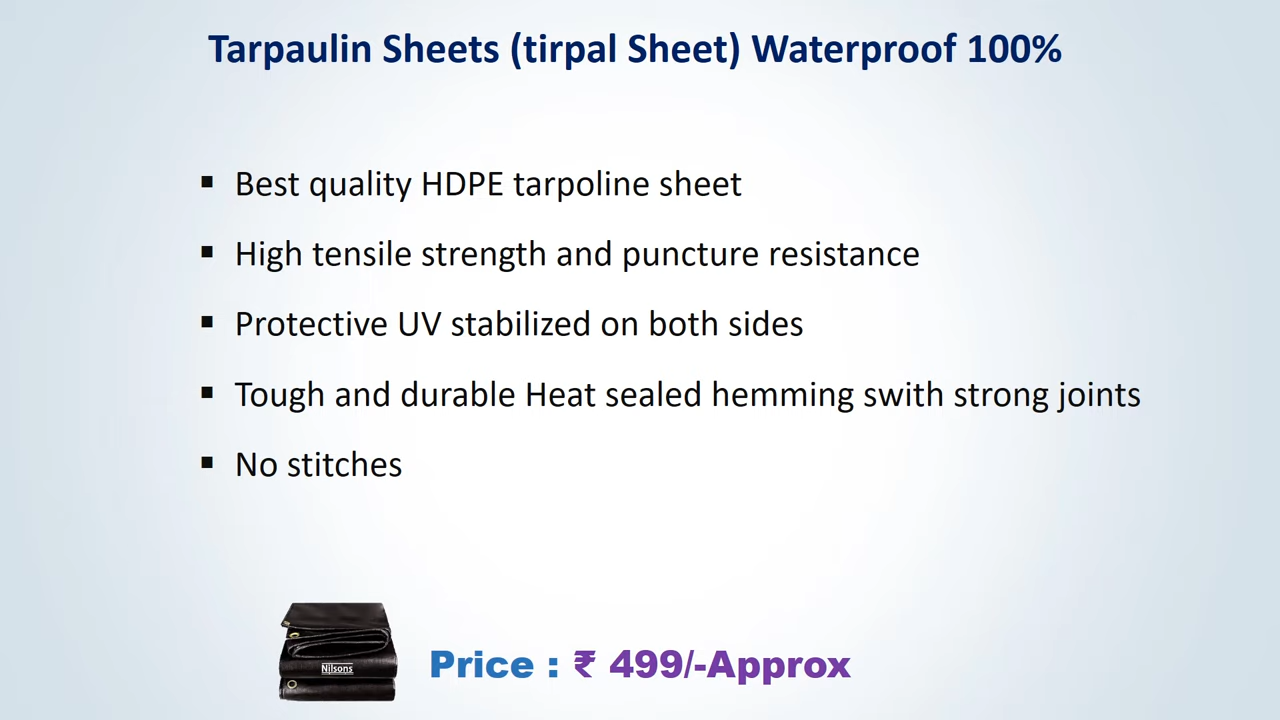 Tarpaulin Sheets (tirpal Sheet) Waterproof 100%
▪ Best quality HDPE tarpoline sheet
▪ High tensile strength and puncture resistance
▪ Protective UV stabilized on both sides
▪ Tough and durable Heat sealed hemming swith strong joints
▪ No stitches
Nilsons
Price : ₹ 499/-Approx